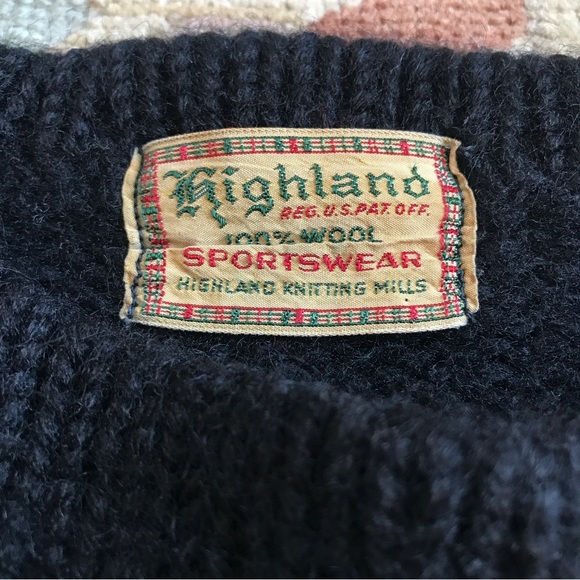 Highland
REG. U.S. PAT. OFF.
100% WOOL
SPORTSWEAR
HIGHLAND KNITTING MILLS